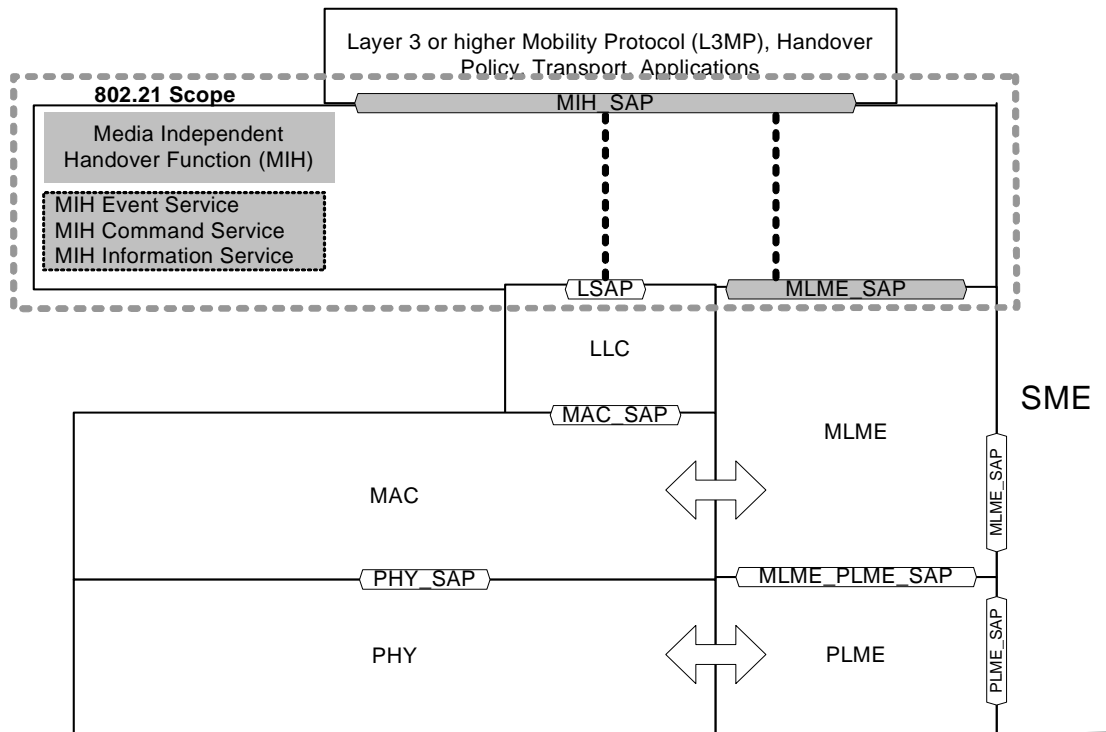 Layer 3 or higher Mobility Protocol (L3MP), Handover
Policy, Transport, Applications
802.21 Scope
MIH_SAP
Media Independent
Handover Function (MIH)
MIH Event Service
MIH Command Service
MIH Information Service
LSAP
MLME_SAP
LLC
SME
MAC_SAP
MLME
MLME_SAP
MAC
PHY_SAP
MLME_PLME_SAP
PHY
PLME
PLME_SAP